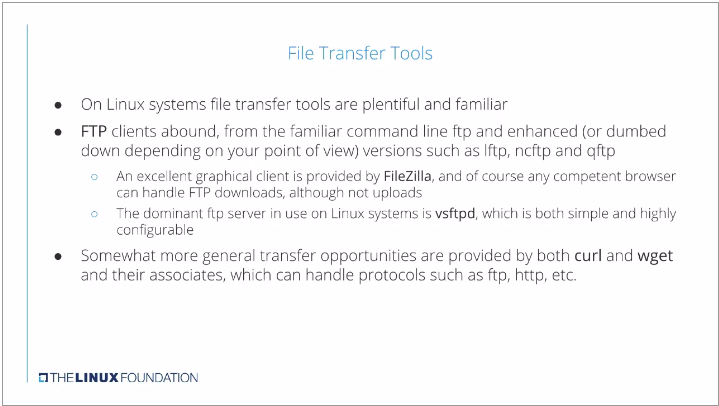 File Transfer Tools
● On Linux systems file transfer tools are plentiful and familiar
● FTP clients abound, from the familiar command line ftp and enhanced (or dumbed
down depending on your point of view) versions such as lftp, ncftp and qftp
○ An excellent graphical client is provided by FileZilla, and of course any competent browser
can handle FTP downloads, although not uploads
○ The dominant ftp server in use on Linux systems is vsftpd, which is both simple and highly
configurable
● Somewhat more general transfer opportunities are provided by both curl and wget
and their associates, which can handle protocols such as ftp, http, etc.
THE LINUX FOUNDATION